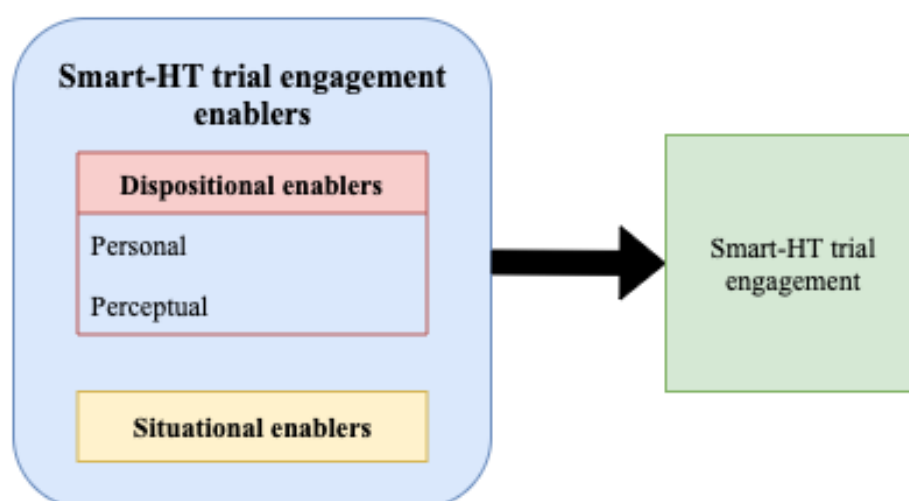 Smart-HT trial engagement
enablers
Dispositional enablers
Personal
Perceptual
Situational enablers
Smart-HT trial
engagement